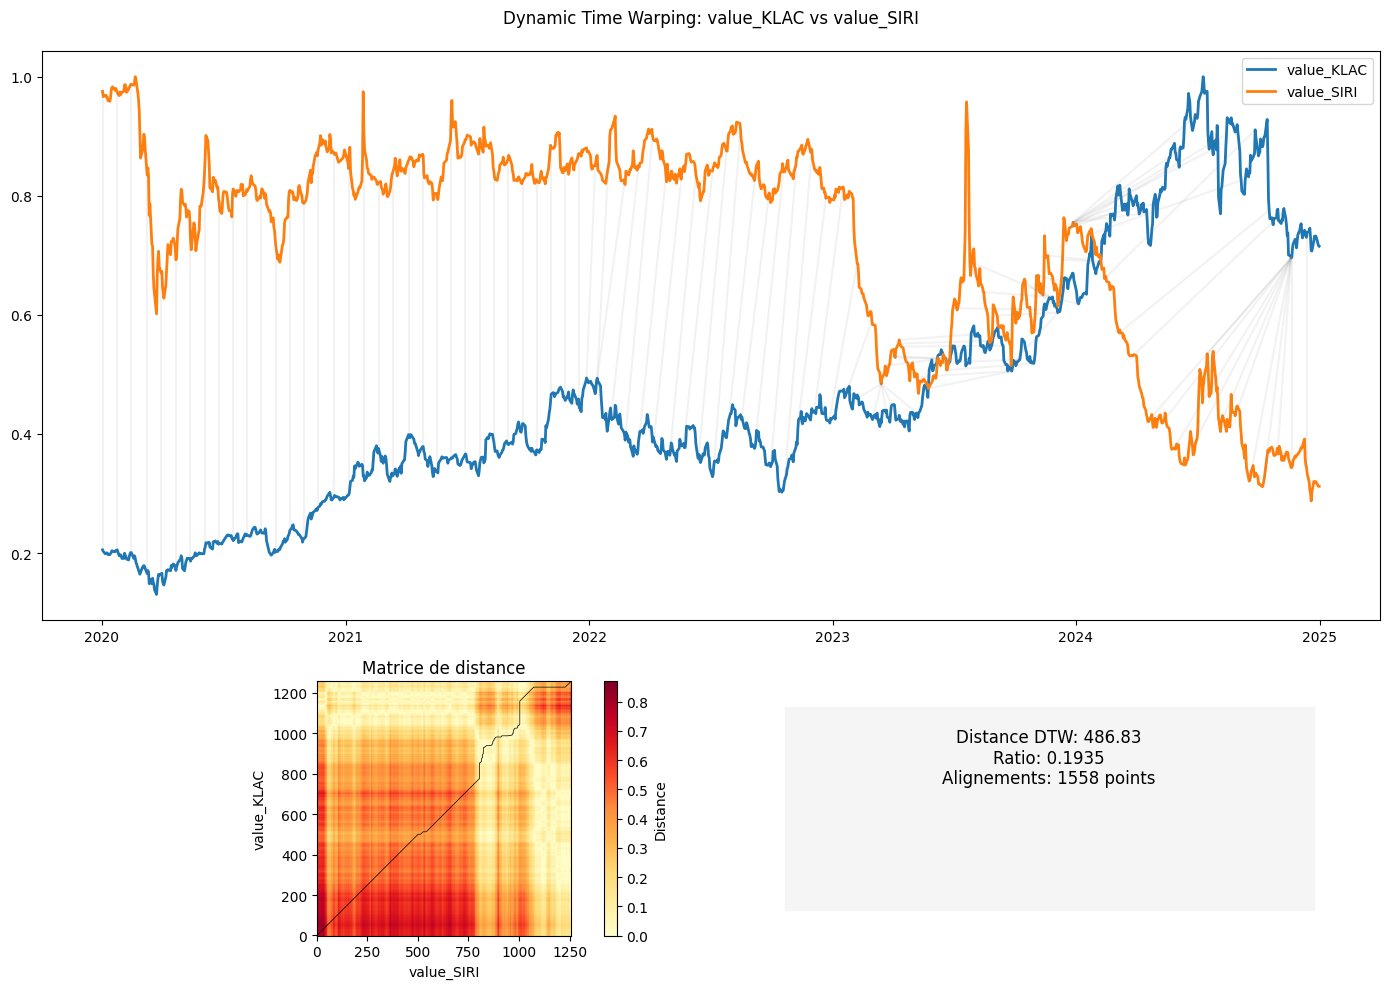 Dynamic Time Warping: value_KLAC vs value_SIRI
value_KLAC
value_SIRI
1.0
0.8
0.6
0.4
0.2
2020 2021 2022 2023 2024 2025
Matrice de distance
value_KLAC
1200
1000
800
600
400
200
0
0 250 500 750 1000 1250
value_SIRI
0.8
0.7
0.6
0.5
0.4
0.3
0.2
0.1
0.0
Distance
Distance DTW: 486.83
Ratio: 0.1935
Alignements: 1558 points